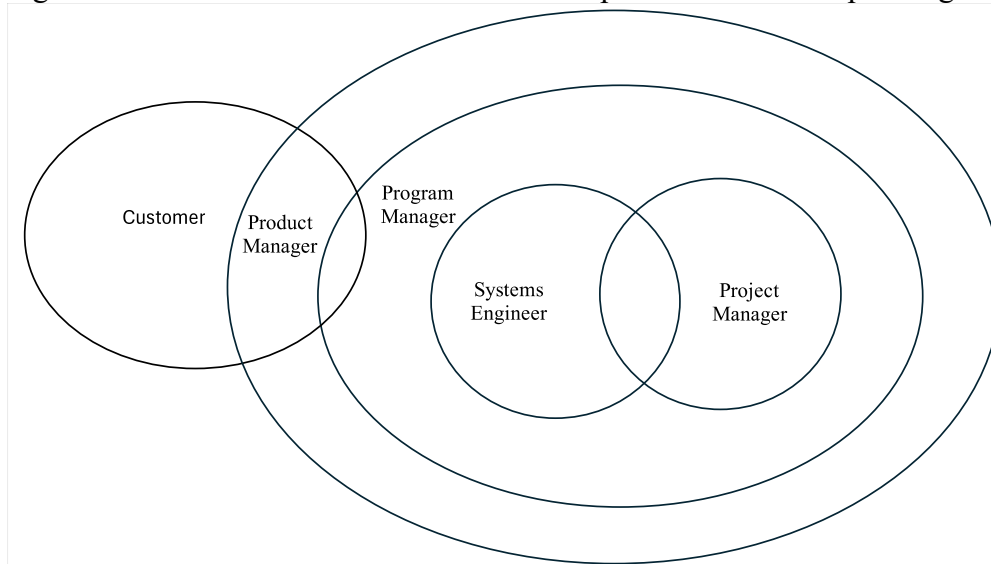 Customer
Product
Manager
Program
Manager
Systems
Engineer
Project
Manager